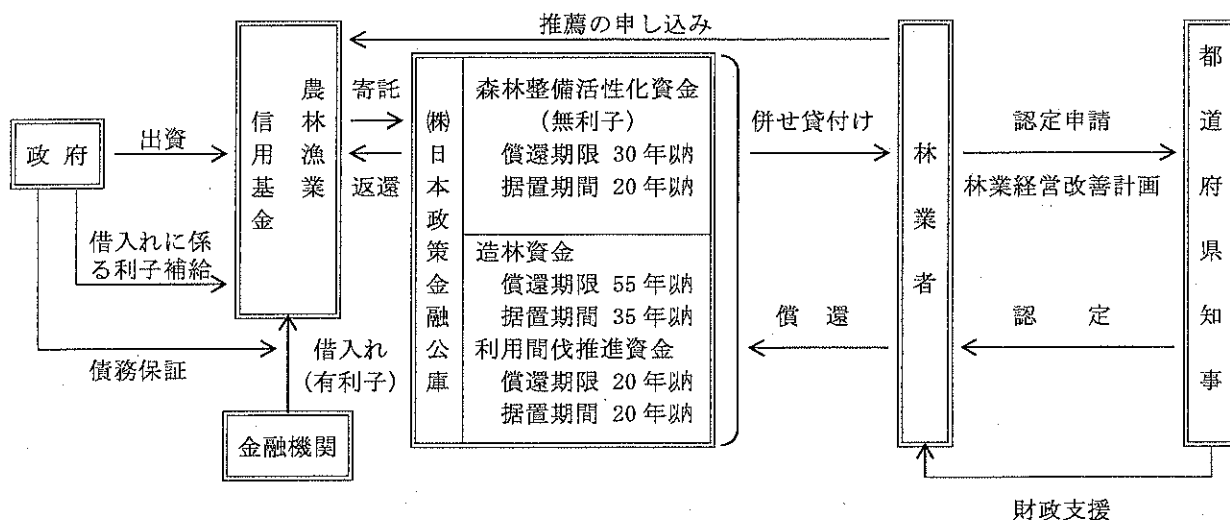 推薦の申し込み
政府
出資
借入れに係
る利子補給
債務保証
農林漁業
信用基金
寄託
返還
借入れ
(有利子)
金融機関
㈱日本政策金融公庫
森林整備活性化資金
(無利子)
償還期限 30年以内
据置期間 20年以内
造林資金
償還期限 55年以内
据置期間 35年以内
利用間伐推進資金
償還期限 20年以内
据置期間 20年以内
併せ貸付け
償還
林業者
認定申請
林業経営改善計画
認定
都道府県知事
財政支援